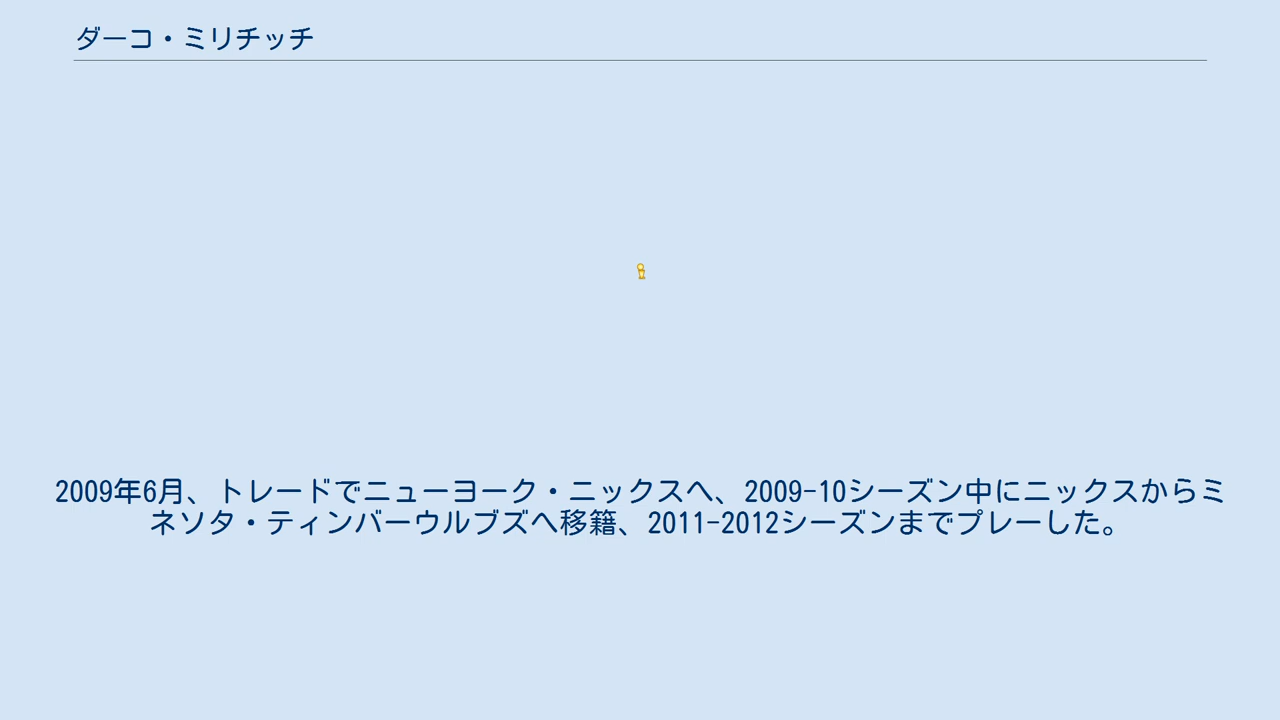 ダーコ・ミリチッチ
2009年6月、トレードでニューヨーク・ニックスへ、2009-10シーズン中にニックスからミ
ネソタ・ティンバーウルブズへ移籍、2011-2012シーズンまでプレーした。